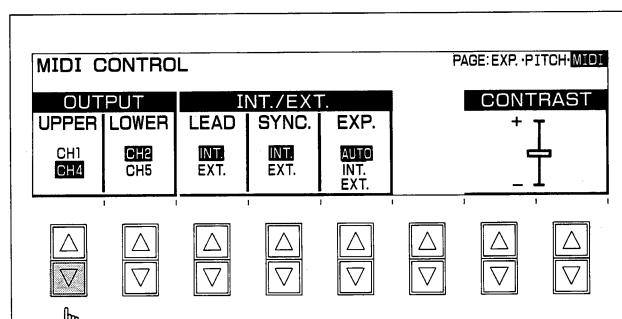 MIDI CONTROL PAGE: EXP.·PITCH·MIDI
OUTPUT INT./EXT. CONTRAST
UPPER LOWER LEAD SYNC. EXP. +
CH1 CH2 INT. INT. AUTO
CH4 CH5 EXT. EXT. INT.
EXT. −